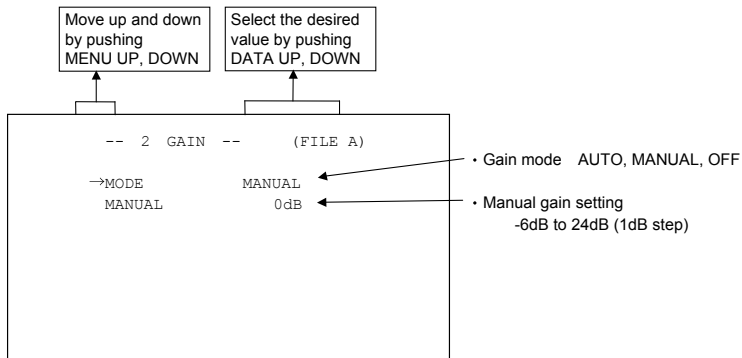 Move up and down
by pushing
MENU UP, DOWN
Select the desired
value by pushing
DATA UP, DOWN
-- 2 GAIN -- (FILE A)
→MODE MANUAL
MANUAL 0dB
・Gain mode AUTO, MANUAL, OFF
・Manual gain setting
-6dB to 24dB (1dB step)